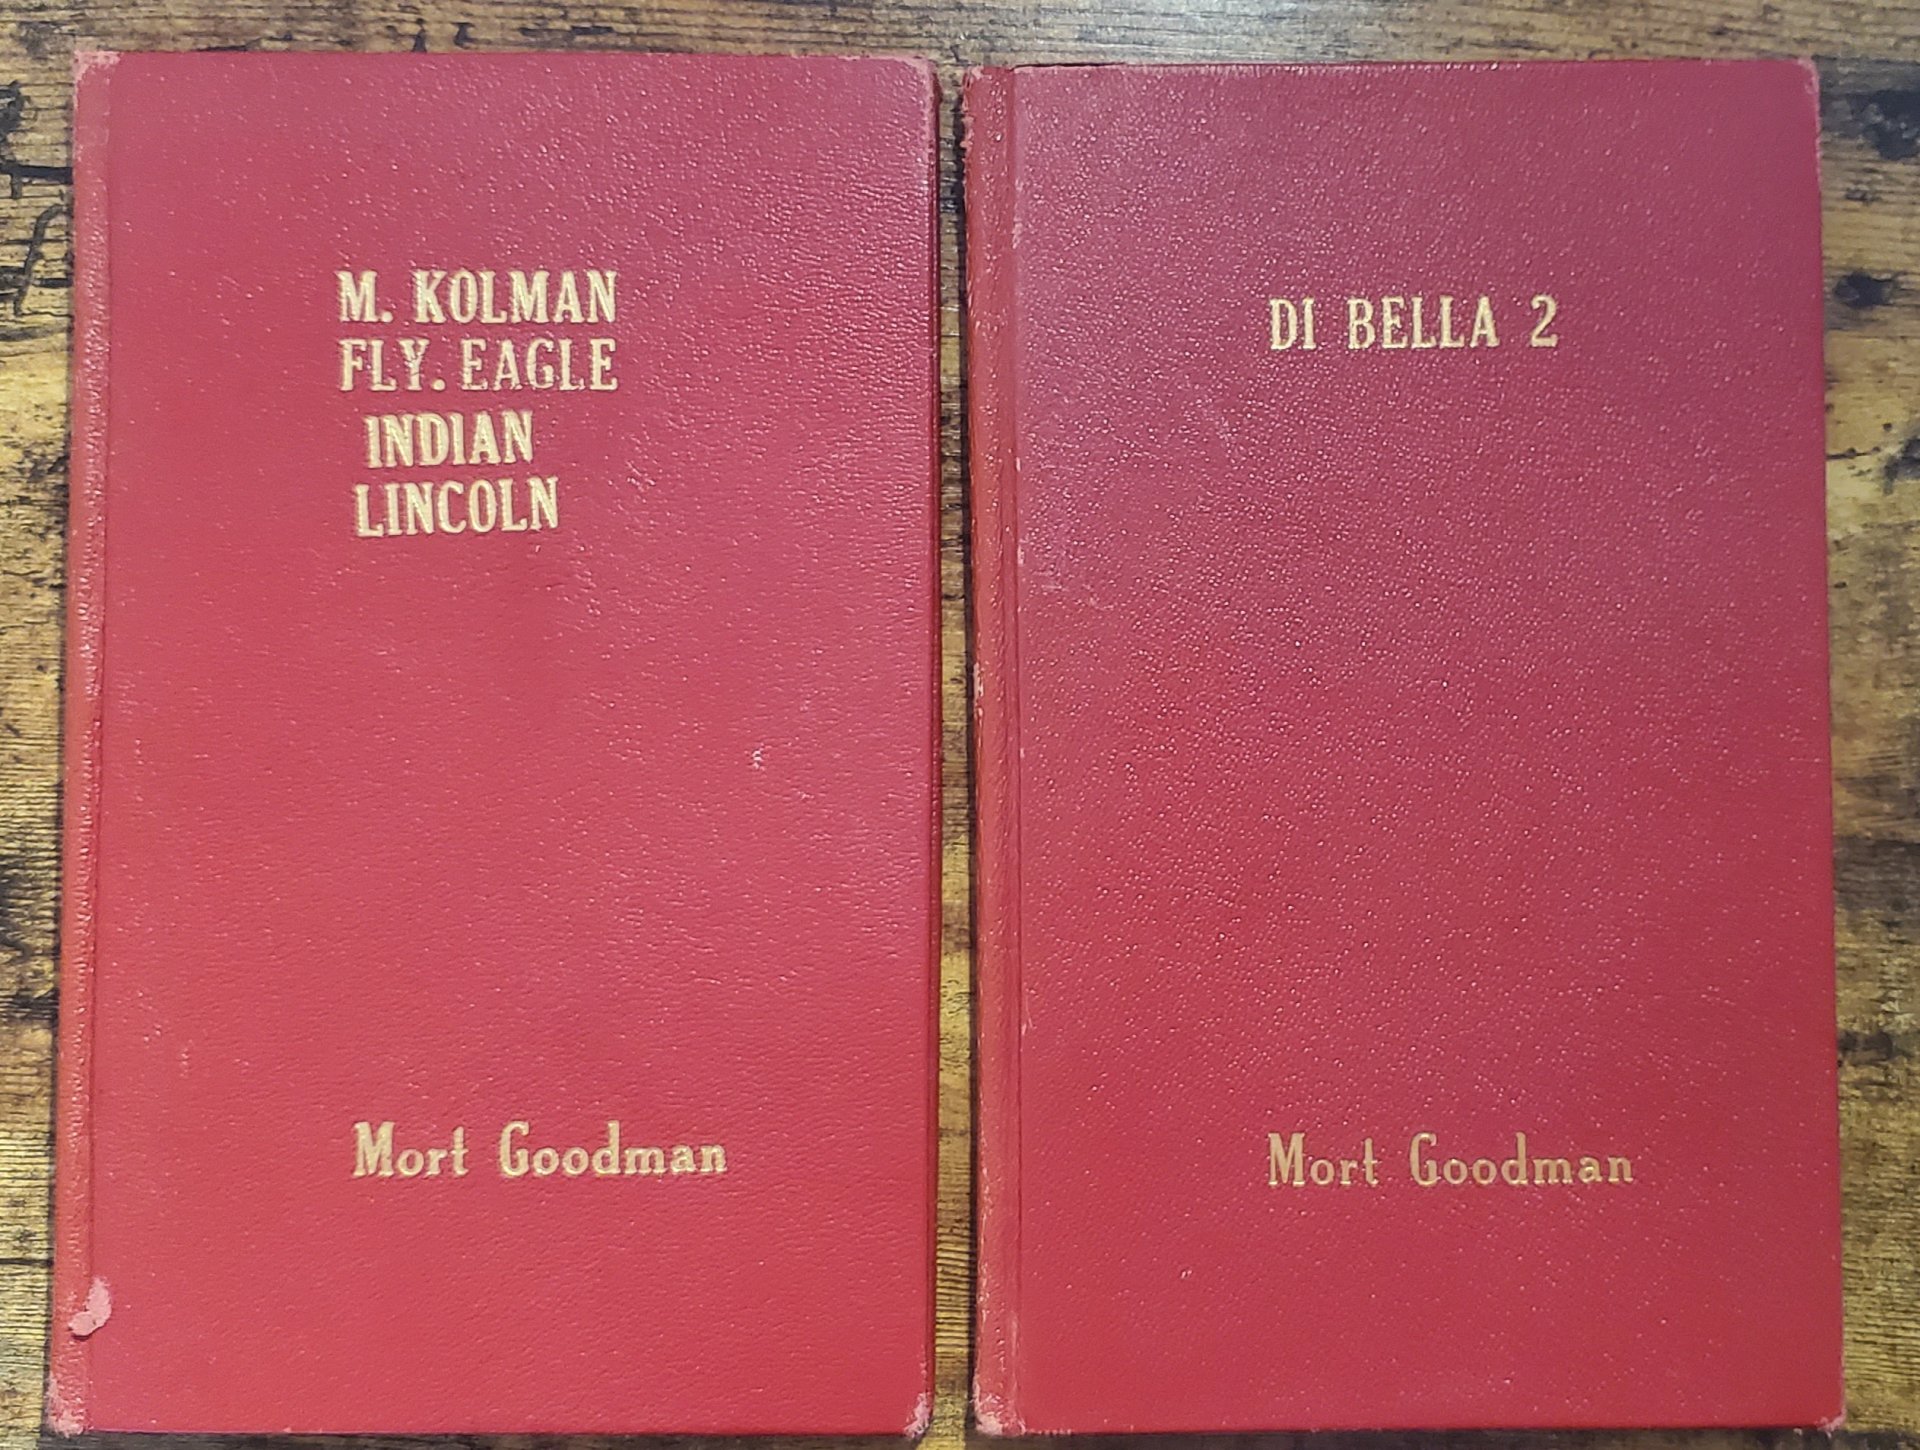 M. KOLMAN
FLY. EAGLE
INDIAN
LINCOLN
Mort Goodman
DI BELLA 2
Mort Goodman